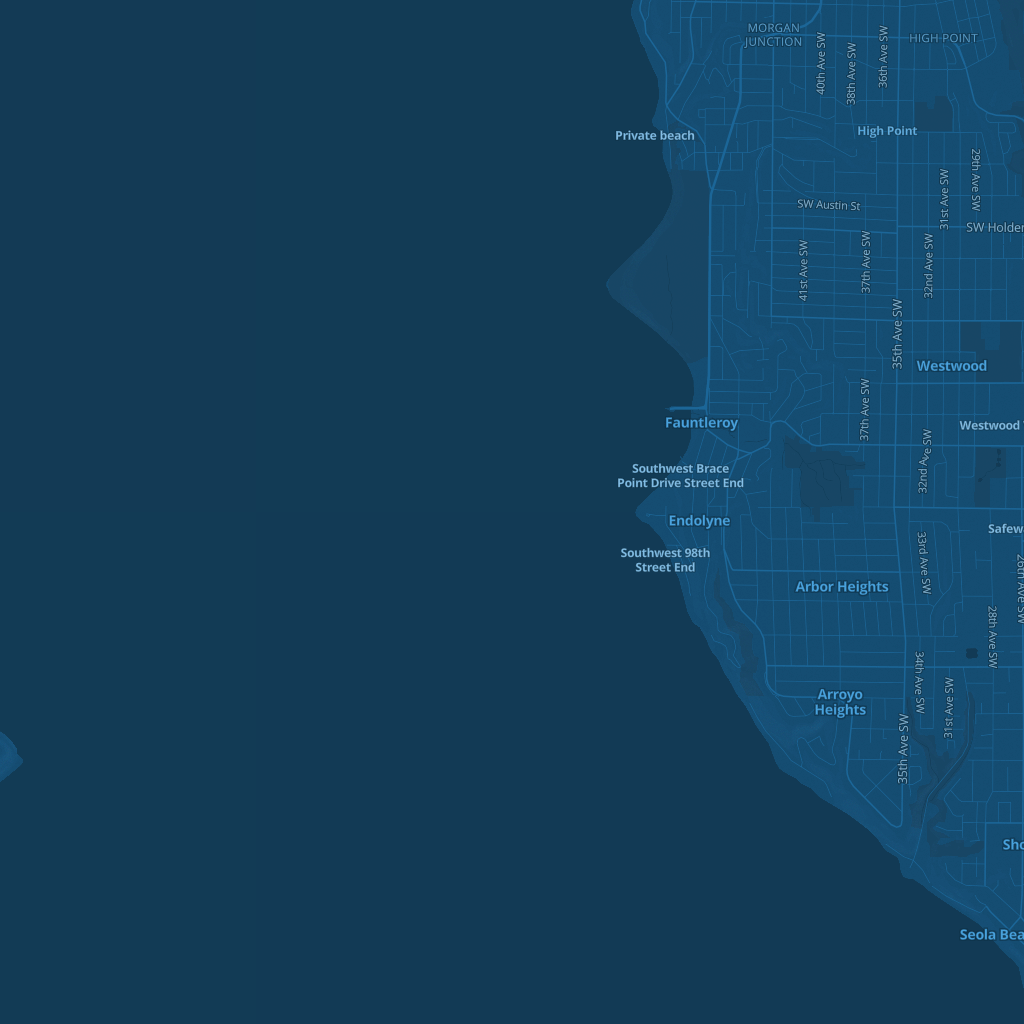 MORGAN
JUNCTION
HIGH POINT
40th Ave SW
38th Ave SW
36th Ave SW
Private beach
High Point
29th Ave SW
31st Ave SW
SW Austin St
SW Holden
41st Ave SW
37th Ave SW
32nd Ave SW
35th Ave SW
Westwood
37th Ave SW
Fauntleroy
Westwood
32nd Ave SW
Southwest Brace
Point Drive Street End
Endolyne
Safew
33rd Ave SW
Southwest 98th
Street End
26th Ave SW
Arbor Heights
28th Ave SW
34th Ave SW
31st Ave SW
Arroyo
Heights
35th Ave SW
Sho
Seola Bea